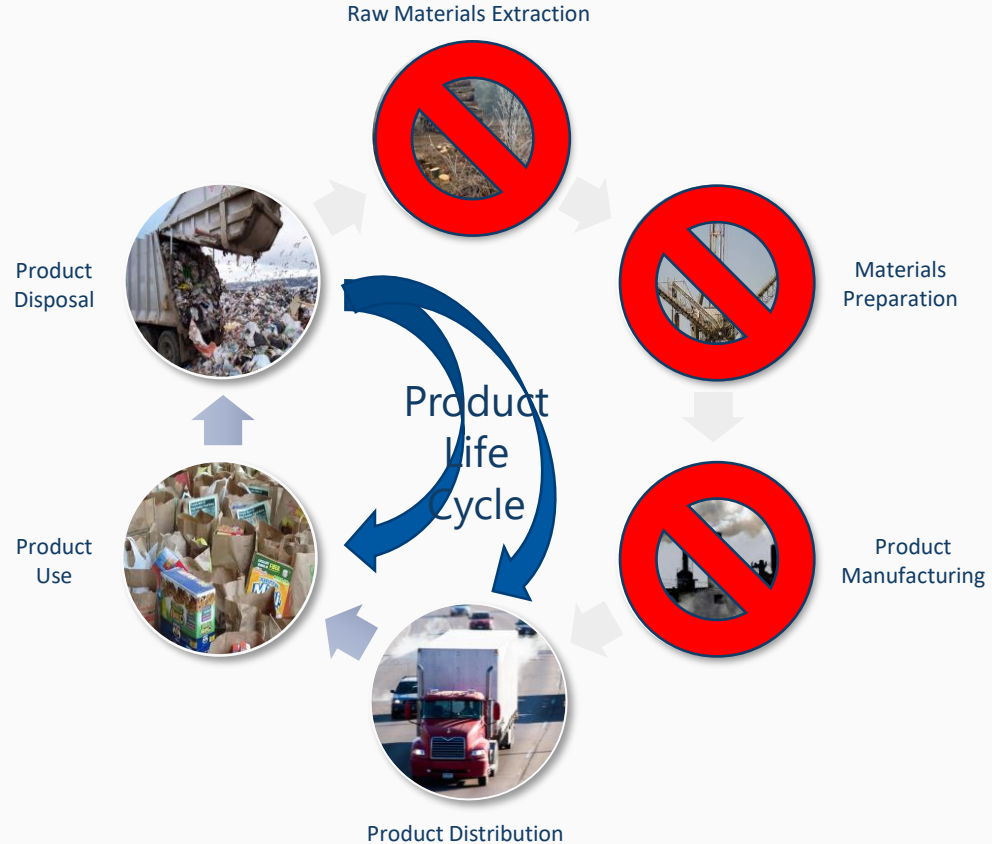 Raw Materials Extraction
Product
Disposal
Materials
Preparation
Product
Life
Cycle
Product
Use
Product
Manufacturing
Product Distribution